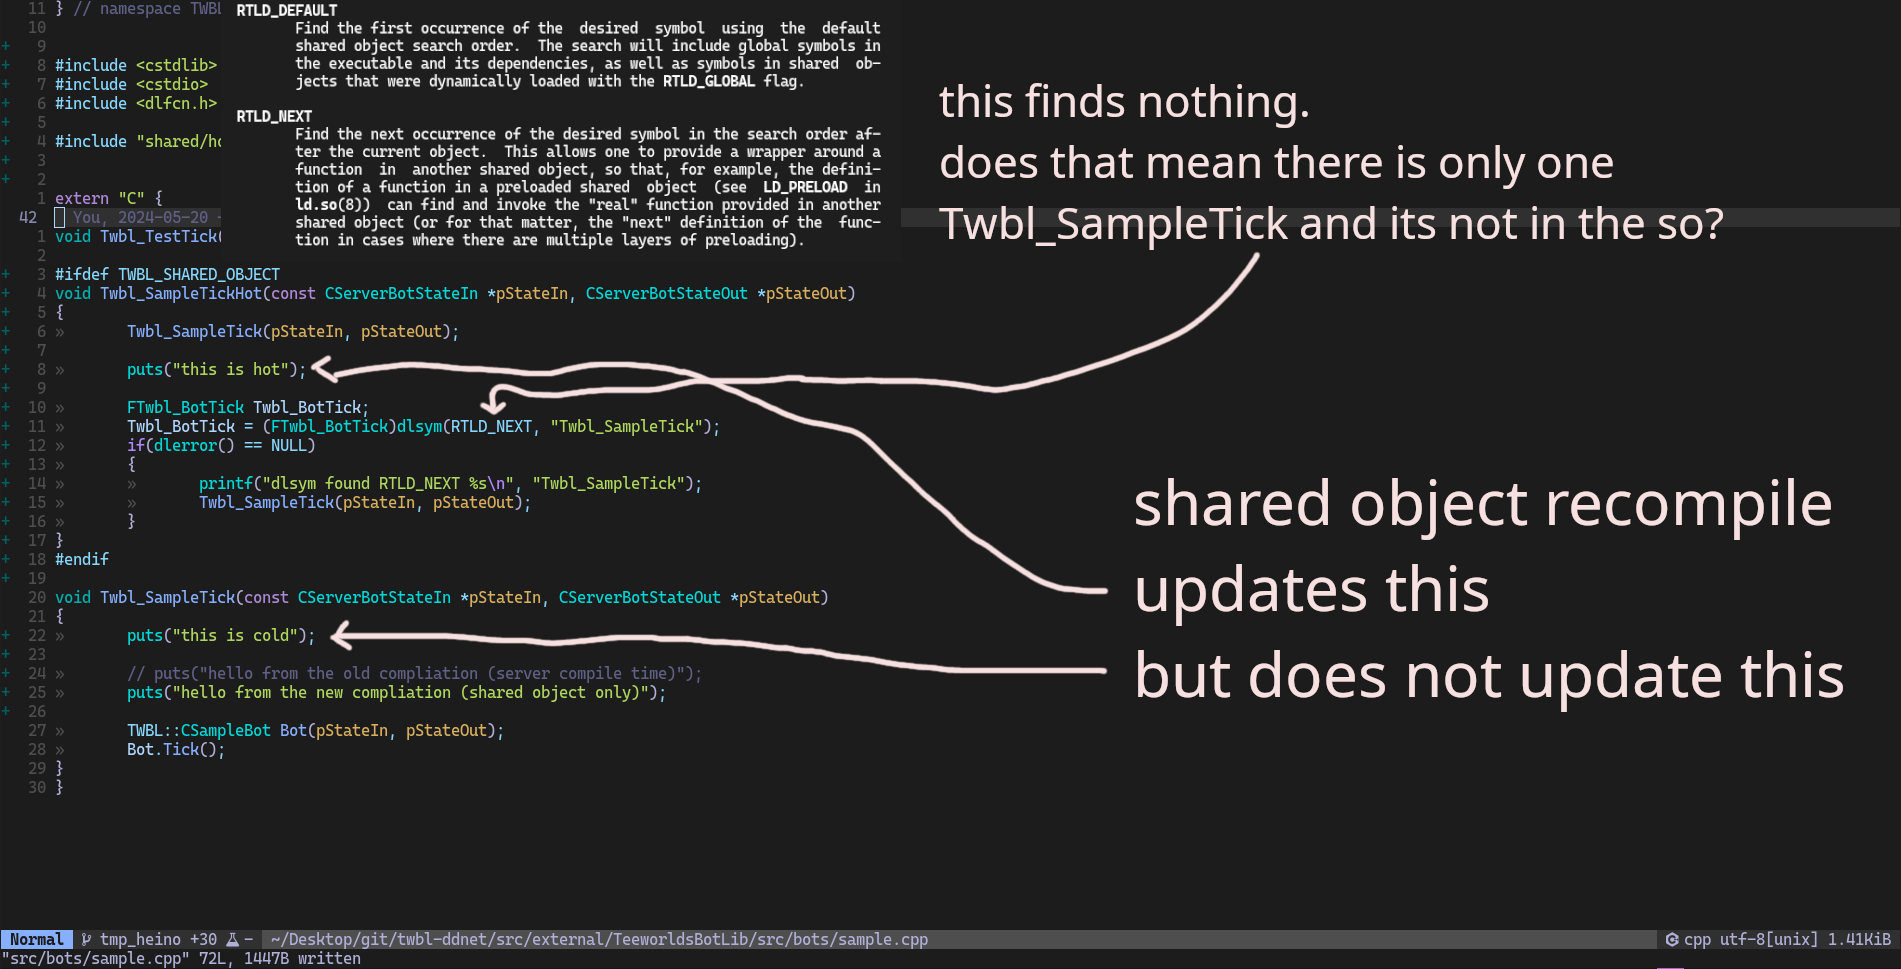 11 } // namespace TWBL
10
+ 9
+ 8 #include <cstdlib>
+ 7 #include <cstdio>
+ 6 #include <dlfcn.h>
+ 5
+ 4 #include "shared/ho
+ 3
+ 2
1 extern "C" {
42 You, 2024-05-20 -
1 void Twbl_TestTick(
2
RTLD_DEFAULT
Find the first occurrence of the desired symbol using the default
shared object search order. The search will include global symbols in
the executable and its dependencies, as well as symbols in shared ob-
jects that were dynamically loaded with the RTLD_GLOBAL flag.
RTLD_NEXT
Find the next occurrence of the desired symbol in the search order af-
ter the current object. This allows one to provide a wrapper around a
function in another shared object, so that, for example, the defini-
tion of a function in a preloaded shared object (see LD_PRELOAD in
ld.so(8)) can find and invoke the "real" function provided in another
shared object (or for that matter, the "next" definition of the func-
tion in cases where there are multiple layers of preloading).
this finds nothing.
does that mean there is only one
Twbl_SampleTick and its not in the so?
+ 3 #ifdef TWBL_SHARED_OBJECT
+ 4 void Twbl_SampleTickHot(const CServerBotStateIn *pStateIn, CServerBotStateOut *pStateOut)
+ 5 {
+ 6 » Twbl_SampleTick(pStateIn, pStateOut);
+ 7
+ 8 » puts("this is hot");
+ 9
+ 10 » FTwbl_BotTick Twbl_BotTick;
+ 11 » Twbl_BotTick = (FTwbl_BotTick)dlsym(RTLD_NEXT, "Twbl_SampleTick");
+ 12 » if(dlerror() == NULL)
+ 13 » {
+ 14 » » printf("dlsym found RTLD_NEXT %s\n", "Twbl_SampleTick");
+ 15 » » Twbl_SampleTick(pStateIn, pStateOut);
+ 16 » }
+ 17 }
+ 18 #endif
+ 19
20 void Twbl_SampleTick(const CServerBotStateIn *pStateIn, CServerBotStateOut *pStateOut)
21 {
+ 22 » puts("this is cold");
+ 23
+ 24 » // puts("hello from the old compliation (server compile time)");
+ 25 » puts("hello from the new compliation (shared object only)");
+ 26
27 » TWBL::CSampleBot Bot(pStateIn, pStateOut);
28 » Bot.Tick();
29 }
30 }
shared object recompile
updates this
but does not update this
Normal tmp_heino +30 - ~/Desktop/git/twbl-ddnet/src/external/TeeworldsBotLib/src/bots/sample.cpp cpp utf-8[unix] 1.41KiB
"src/bots/sample.cpp" 72L, 1447B written